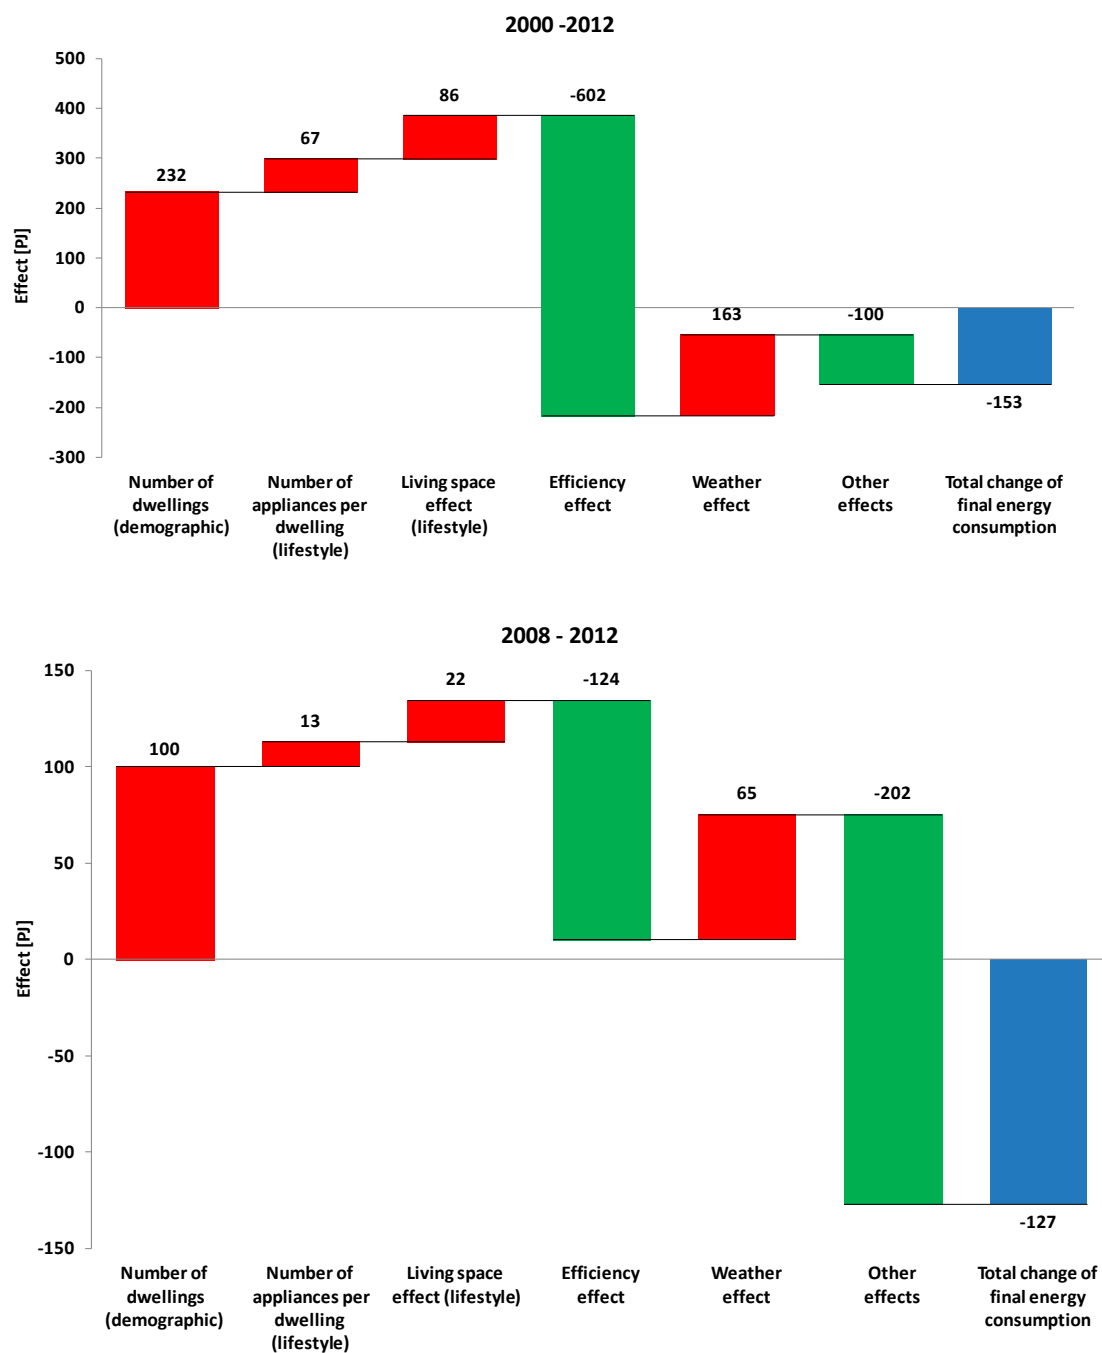 2000 -2012
Effect [PJ]
500
400
300
200
100
0
-100
-200
-300
232
67
86
-602
163
-100
-153
Number of
dwellings
(demographic)
Number of
appliances per
dwelling
(lifestyle)
Living space
effect
(lifestyle)
Efficiency
effect
Weather
effect
Other
effects
Total change of
final energy
consumption
2008 - 2012
Effect [PJ]
150
100
50
0
-50
-100
-150
100
13
22
-124
65
-202
-127
Number of
dwellings
(demographic)
Number of
appliances per
dwelling
(lifestyle)
Living space
effect (lifestyle)
Efficiency
effect
Weather
effect
Other
effects
Total change of
final energy
consumption